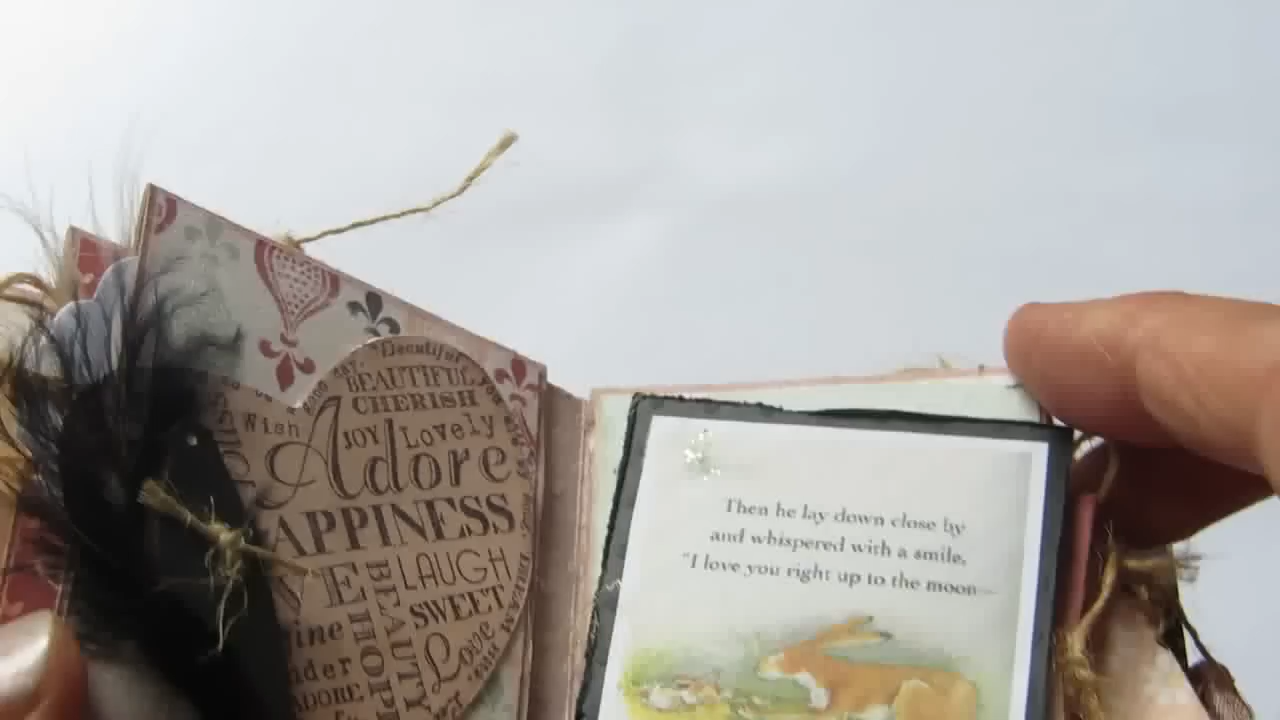 Beautiful
BEAUTIFUL
CHERISH
Wish
JOY Lovely
Adore
APPINESS
LAUGH
SWEET
BEAUTY
HOPE
Love
DREAM
ADORE
Then he lay down close by
and whispered with a smile,
"I love you right up to the moon—